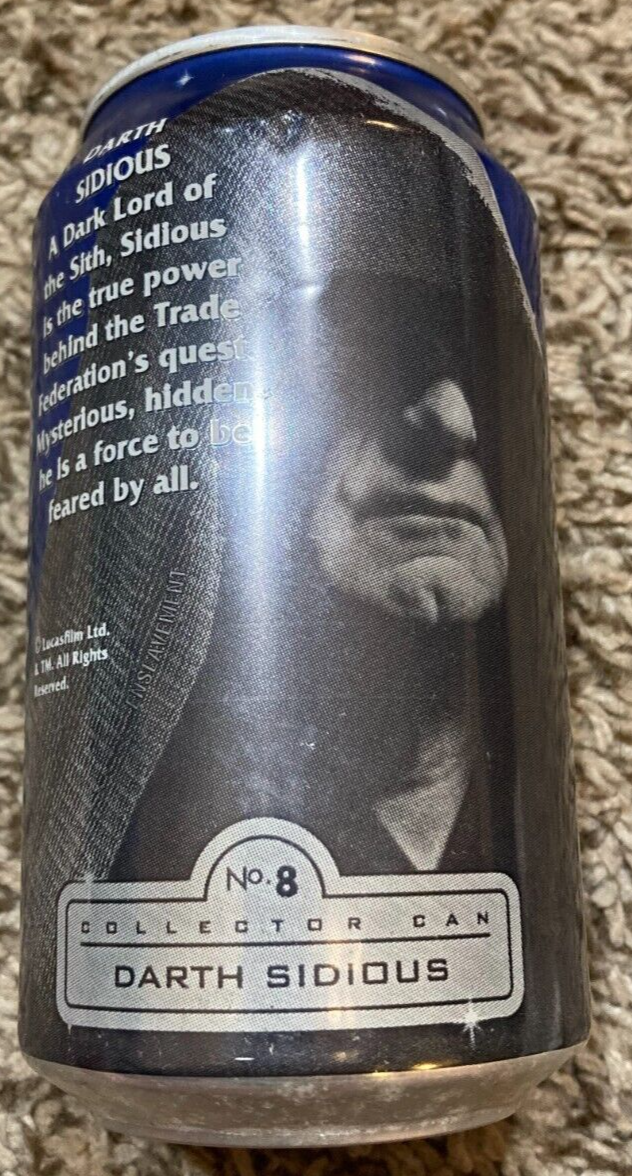 DARTH
SIDIOUS
A Dark Lord of
the Sith, Sidious
is the true power
behind the Trade
Federation's quest.
Mysterious, hidden,
he is a force to be
feared by all.
ENSLAVEMENT
© Lucasfilm Ltd.
& TM. All Rights
Reserved.
No. 8
COLLECTOR CAN
DARTH SIDIOUS